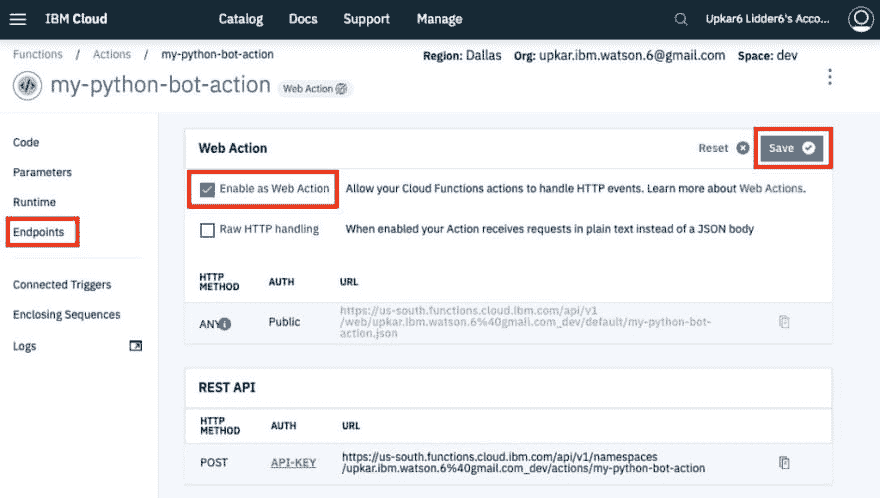 IBM Cloud Catalog Docs Support Manage Upkar6 Lidder6's Acco...
Functions / Actions / my-python-bot-action Region: Dallas Org: upkar.ibm.watson.6@gmail.com Space: dev
my-python-bot-action Web Action
Code
Parameters
Runtime
Endpoints
Connected Triggers
Enclosing Sequences
Logs
Web Action Reset Save
Enable as Web Action Allow your Cloud Functions actions to handle HTTP events. Learn more about Web Actions.
Raw HTTP handling When enabled your Action receives requests in plain text instead of a JSON body
HTTP
METHOD AUTH URL
ANY Public https://us-south.functions.cloud.ibm.com/api/v1
/web/upkar.ibm.watson.6%40gmail.com_dev/default/my-python-bot-
action.json
REST API
HTTP
METHOD AUTH URL
POST API-KEY https://us-south.functions.cloud.ibm.com/api/v1/namespaces
/upkar.ibm.watson.6%40gmail.com_dev/actions/my-python-bot-action